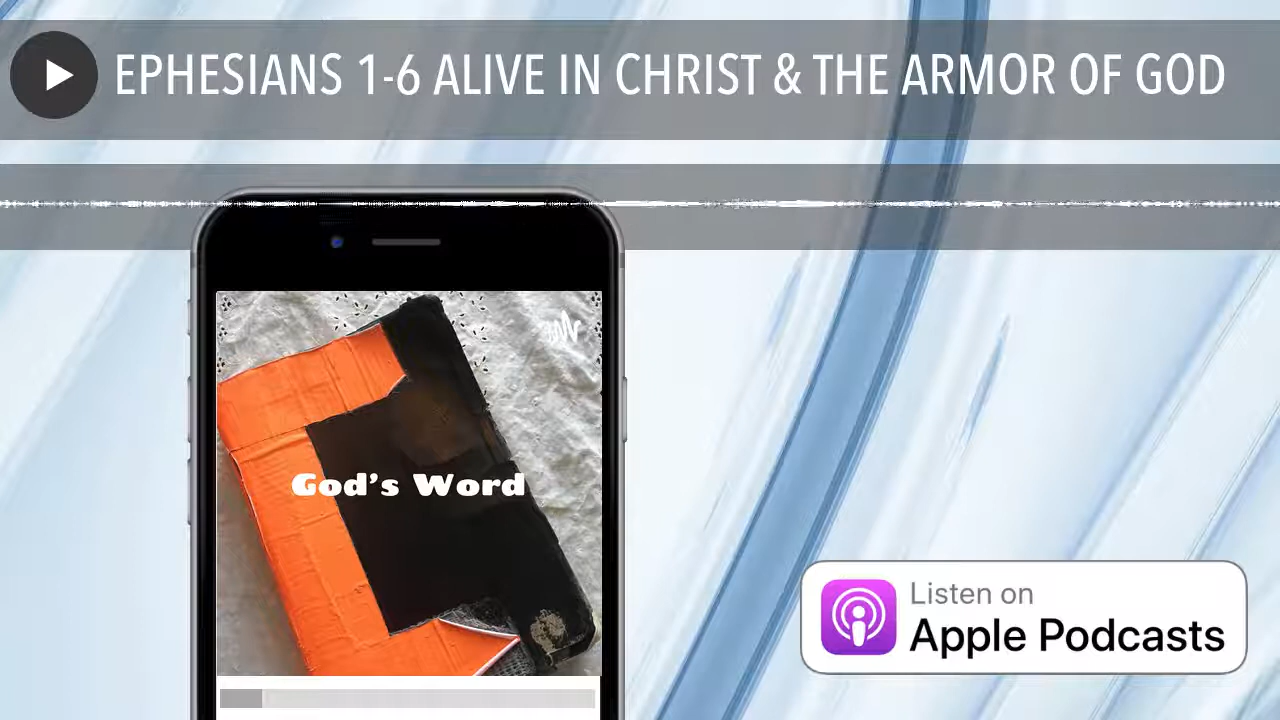 EPHESIANS 1-6 ALIVE IN CHRIST & THE ARMOR OF GOD
God's Word
Listen on
Apple Podcasts